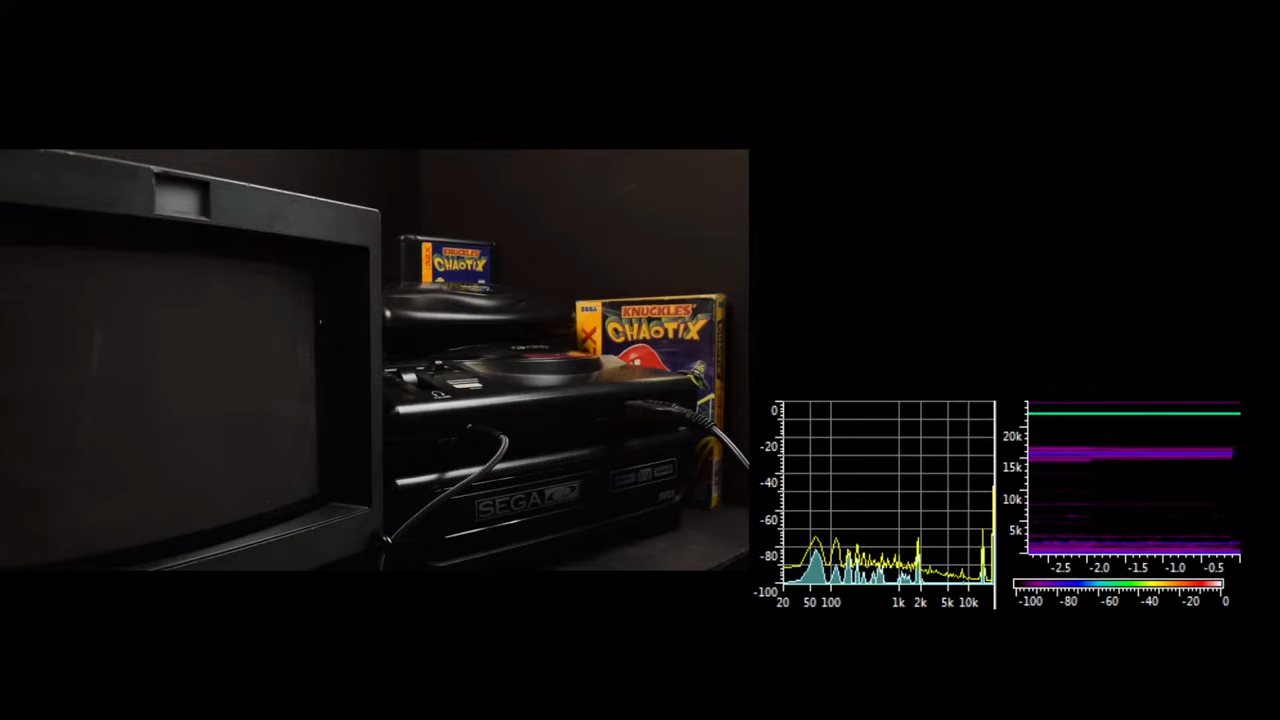 KNUCKLES'
CHAOTIX
SEGA
KNUCKLES'
CHAOTIX
SEGA
0
-20
-40
-60
-80
-100
20 50 100 1k 2k 5k 10k
20k
15k
10k
5k
-2.5 -2.0 -1.5 -1.0 -0.5
-100 -80 -60 -40 -20 0